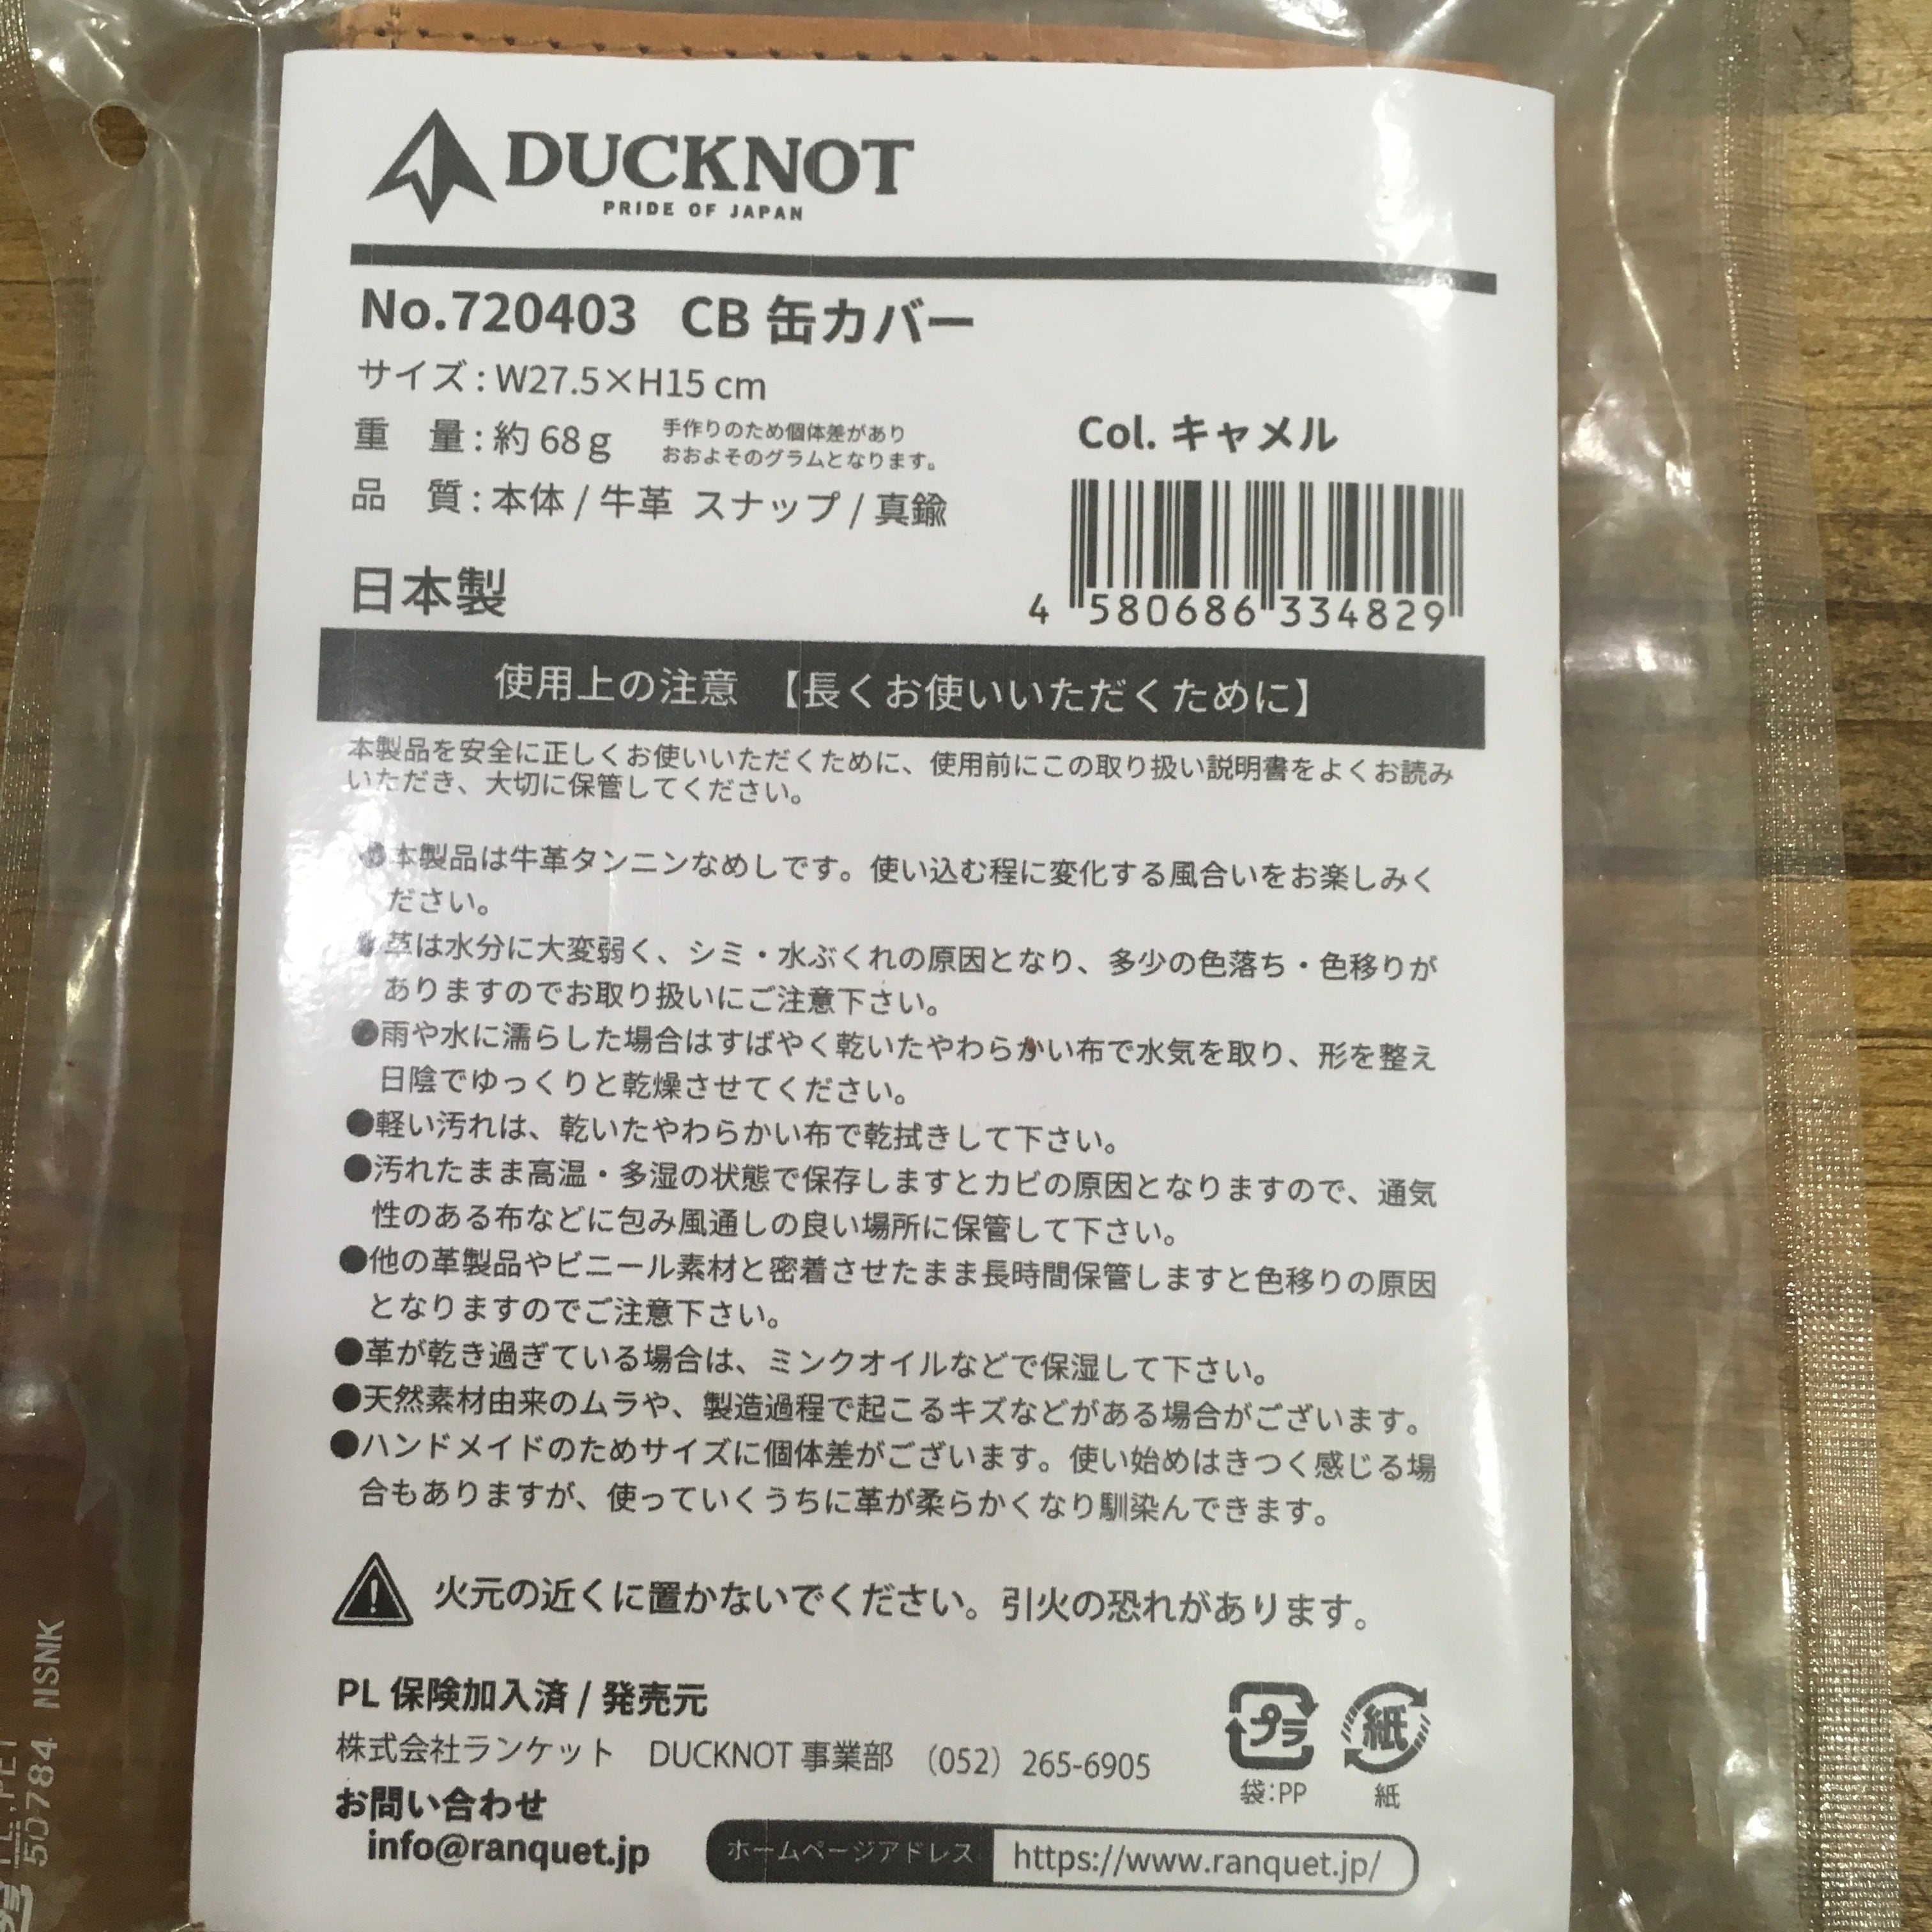 DUCKNOT
PRIDE OF JAPAN
No.720403 CB 缶カバー
サイズ:W27.5×H15 cm
重 量:約 68g 手作りのため個体差があり
おおよそのグラムとなります。
品 質:本体 / 牛革 スナップ / 真鍮
日本製
Col. キャメル
4 580686 334829
使用上の注意 【長くお使いいただくために】
本製品を安全に正しくお使いいただくために、使用前にこの取り扱い説明書をよくお読み
いただき、大切に保管してください。
●本製品は牛革タンニンなめしです。使い込む程に変化する風合いをお楽しみく
ださい。
●革は水分に大変弱く、シミ・水ぶくれの原因となり、多少の色落ち・色移りが
ありますのでお取り扱いにご注意下さい。
●雨や水に濡らした場合はすばやく乾いたやわらかい布で水気を取り、形を整え
日陰でゆっくりと乾燥させてください。
●軽い汚れは、乾いたやわらかい布で乾拭きして下さい。
●汚れたまま高温・多湿の状態で保存しますとカビの原因となりますので、通気
性のある布などに包み風通しの良い場所に保管して下さい。
●他の革製品やビニール素材と密着させたまま長時間保管しますと色移りの原因
となりますのでご注意下さい。
●革が乾き過ぎている場合は、ミンクオイルなどで保湿して下さい。
●天然素材由来のムラや、製造過程で起こるキズなどがある場合がございます。
●ハンドメイドのためサイズに個体差がございます。使い始めはきつく感じる場
合もありますが、使っていくうちに革が柔らかくなり馴染んできます。
火元の近くに置かないでください。引火の恐れがあります。
PL 保険加入済 / 発売元
株式会社ランケット DUCKNOT 事業部 (052) 265-6905
お問い合わせ
info@ranquet.jp
ホームページアドレス https://www.ranquet.jp/
プラ 紙
袋:PP 紙
50784 NSNK